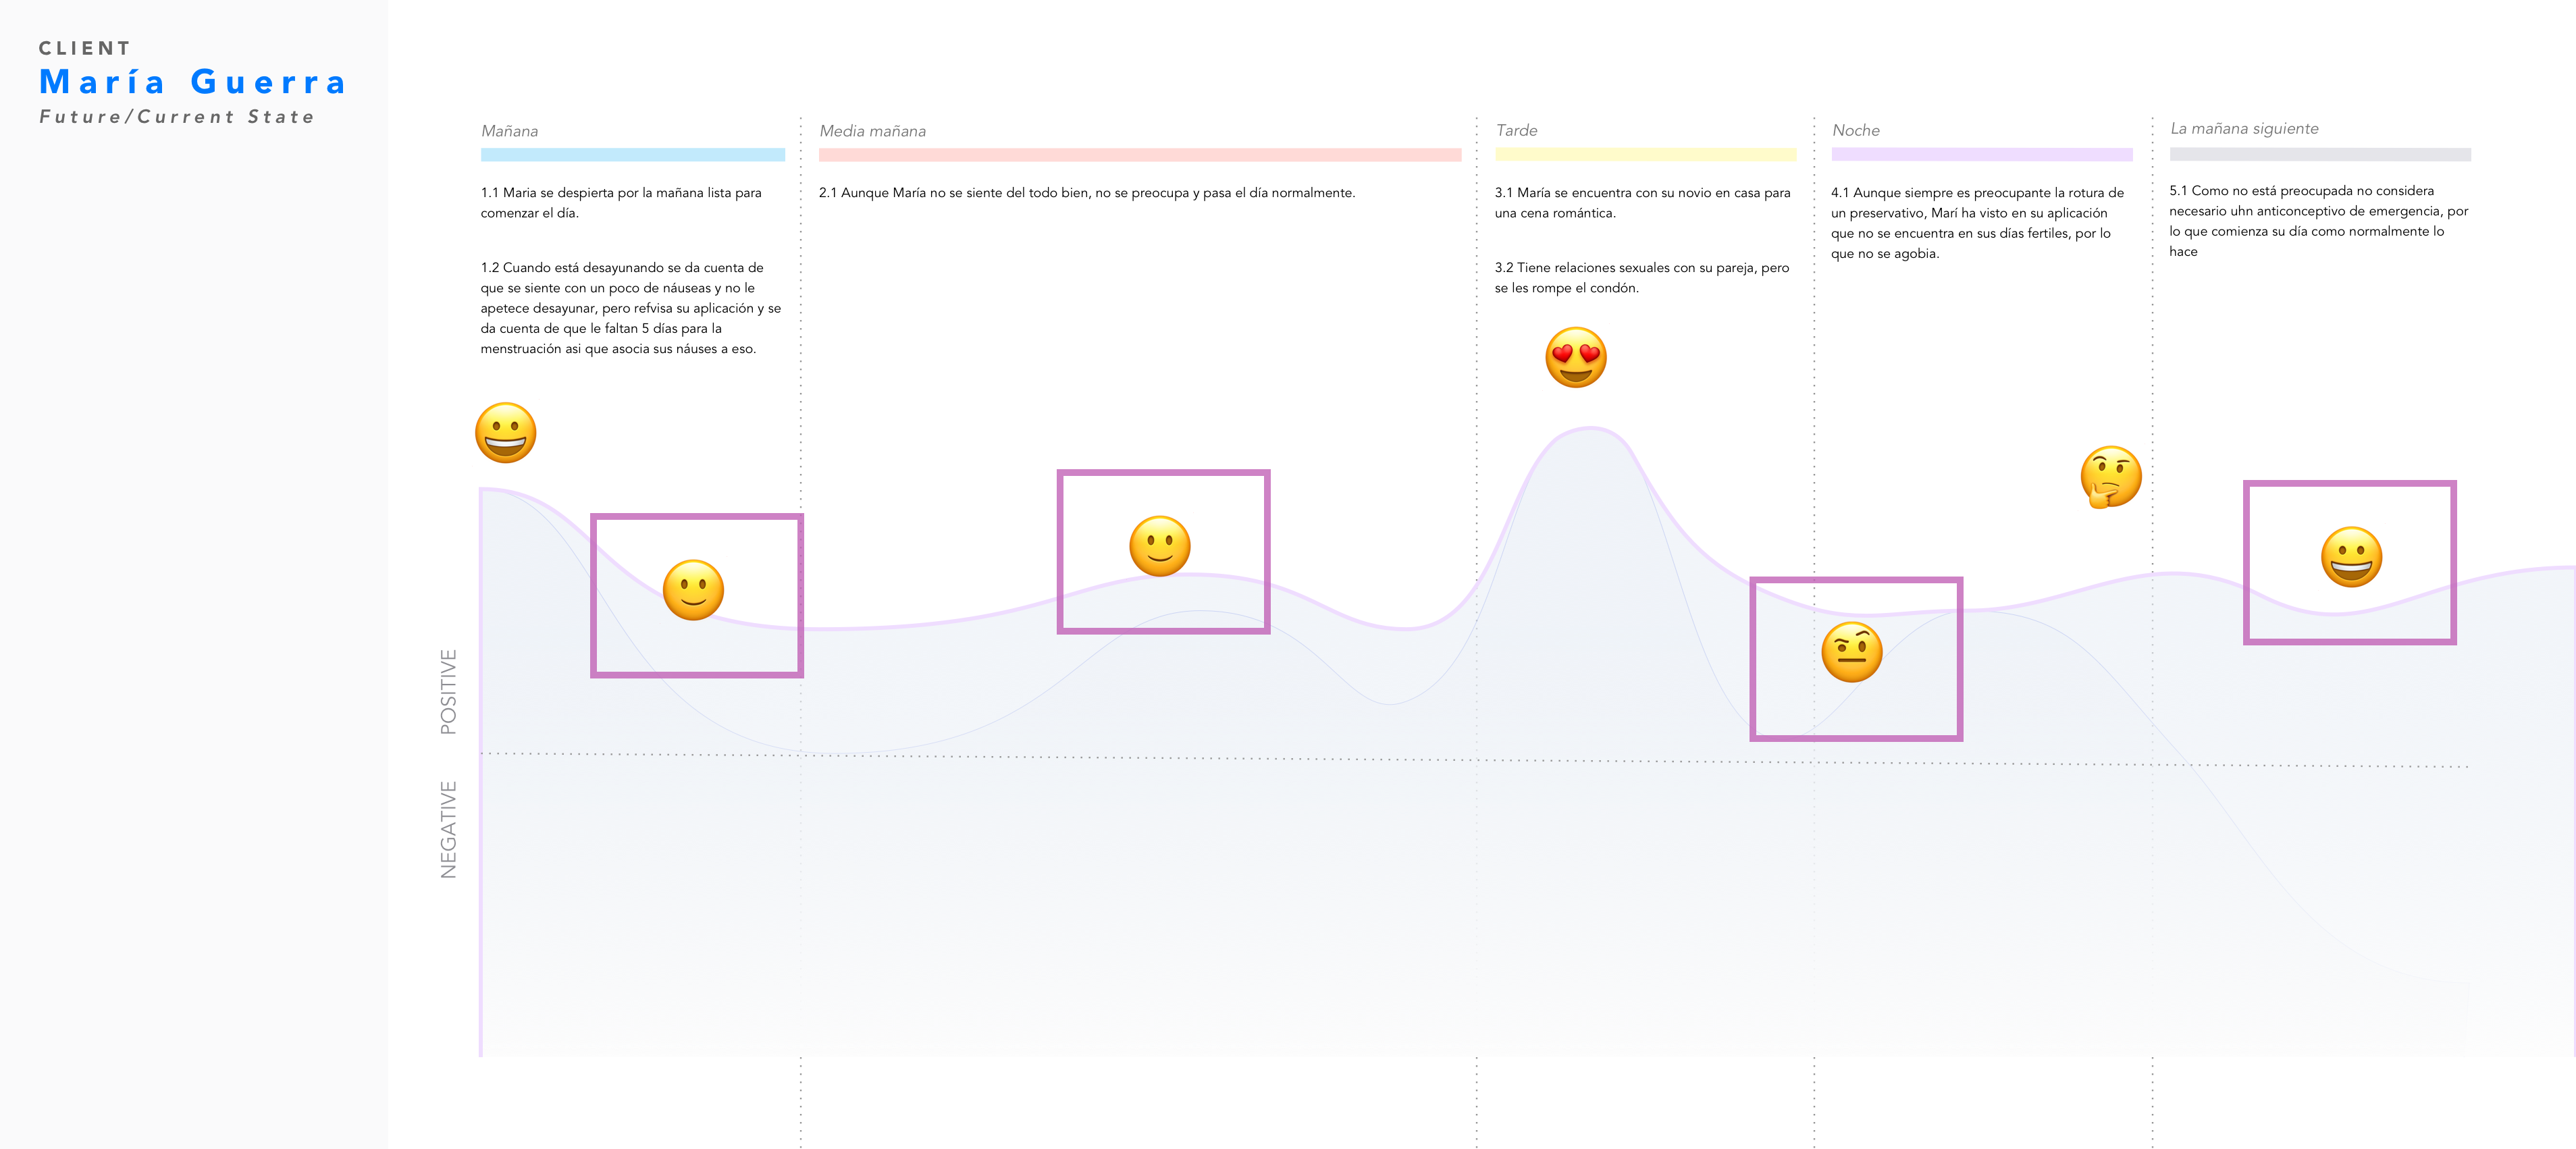 CLIENT
María Guerra
Future/Current State
Mañana
1.1 Maria se despierta por la mañana lista para
comenzar el día.
1.2 Cuando está desayunando se da cuenta de
que se siente con un poco de náuseas y no le
apetece desayunar, pero refvisa su aplicación y se
da cuenta de que le faltan 5 días para la
menstruación asi que asocia sus náuses a eso.
Media mañana
2.1 Aunque María no se siente del todo bien, no se preocupa y pasa el día normalmente.
Tarde
3.1 María se encuentra con su novio en casa para
una cena romántica.
3.2 Tiene relaciones sexuales con su pareja, pero
se les rompe el condón.
Noche
4.1 Aunque siempre es preocupante la rotura de
un preservativo, Marí ha visto en su aplicación
que no se encuentra en sus días fertiles, por lo
que no se agobia.
La mañana siguiente
5.1 Como no está preocupada no considera
necesario uhn anticonceptivo de emergencia, por
lo que comienza su día como normalmente lo
hace
POSITIVE
NEGATIVE